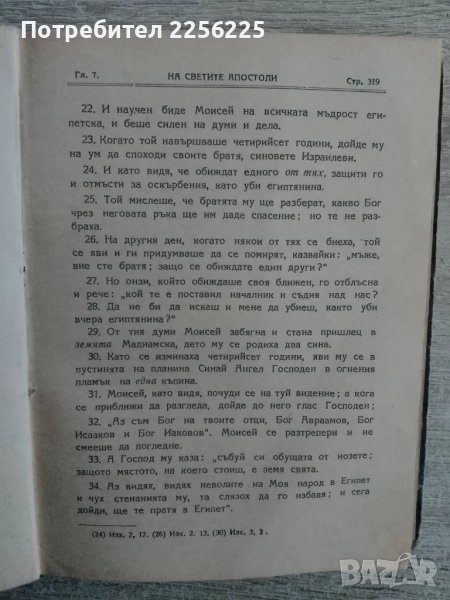 Тел. за връзка: 2256225225
Гл. 7.
НА СВЕТИТЕ АПОСТОЛИ
Стр. 319
22. И научен биде Моисей на всичката мъдрост еги-
петска, и беше силен на думи и дела.
23. Когато той навършваше четирийсет години, дойде му
на ум да споходи своите братя, синовете Израилеви.
24. И като видя, че обиждат едного от тях, защити го
и отмъсти за оскърбения, като уби египтянина.
25. Той мислеше, че братята му ще разберат, какво Бог
чрез неговата ръка ще им даде спасение; но те не раз-
браха.
26. На другия ден, когато някои от тях се биеха, той
се яви и ги придумваше да се помирят, казвайки: „мъже,
вие сте братя; защо се обиждате един други?“
27. Но онзи, който обиждаше своя ближен, го отблъсна
и рече: „кой те е поставил началник и съдия над нас?
28. Да не би да искаш и мене да убиеш, както уби
вчера египтянина?“
29. От тия думи Моисей забягна и стана пришлец в
земята Мадиамска, дето му се родиха два сина.
30. Като се изминаха четирийсет години, яви му се в
пустинята на планина Синай Ангел Господен в огнения
пламък на една къпина.
31. Моисей, като видя, почуди се на туй видение; а кога
се приближи да разгледа, дойде до него глас Господен;
32. „Аз съм Бог на твоите отци, Бог Авраамов, Бог
Исааков и Бог Иаковов“. Моисей се разтрепери и не
смееше да погледне.
33. А Господ му каза: „събуй си обущата от нозете;
защото мястото, на което стоиш, е земя света.
34. Аз видях, видях неволите на Моя народ в Египет
и чух стенанията му, та слязох да го избавя; и сега
дойди, ще те пратя в Египет“.
(24) Изх. 2, 17. (26) Изх. 2. 13. (30) Изх. 3, 2.
bazar